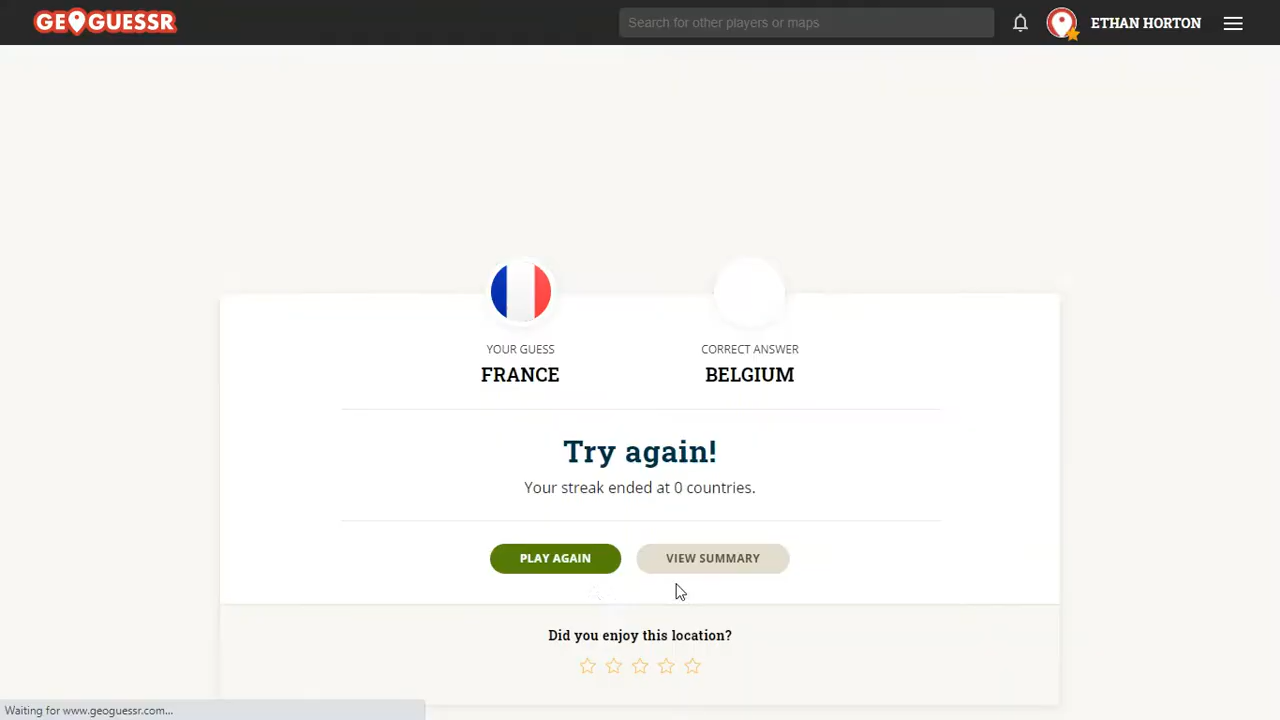 GEOGUESSR
Search for other players or maps
ETHAN HORTON
YOUR GUESS
FRANCE
CORRECT ANSWER
BELGIUM
Try again!
Your streak ended at 0 countries.
PLAY AGAIN
VIEW SUMMARY
Did you enjoy this location?
Waiting for www.geoguessr.com...